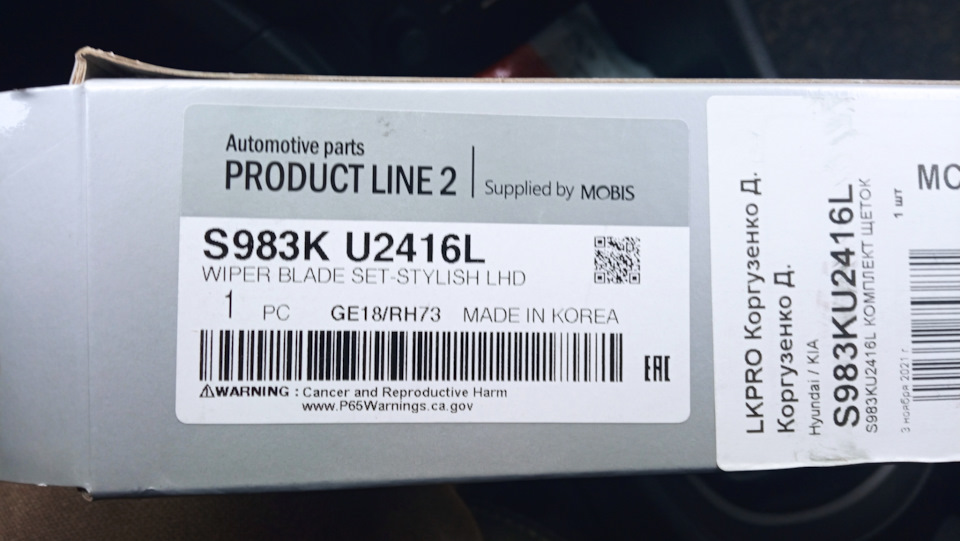 Automotive parts
PRODUCT LINE 2
Supplied by MOBIS
S983K U2416L
WIPER BLADE SET-STYLISH LHD
1 PC GE18/RH73 MADE IN KOREA
EAC
⚠WARNING : Cancer and Reproductive Harm
www.P65Warnings.ca.gov
LKPRO Коргузенко Д.
Коргузенко Д.
Hyundai / KIA
S983KU2416L
S983KU2416L КОМПЛЕКТ ЩЕТОК
1 шт
3 ноября 2021 г